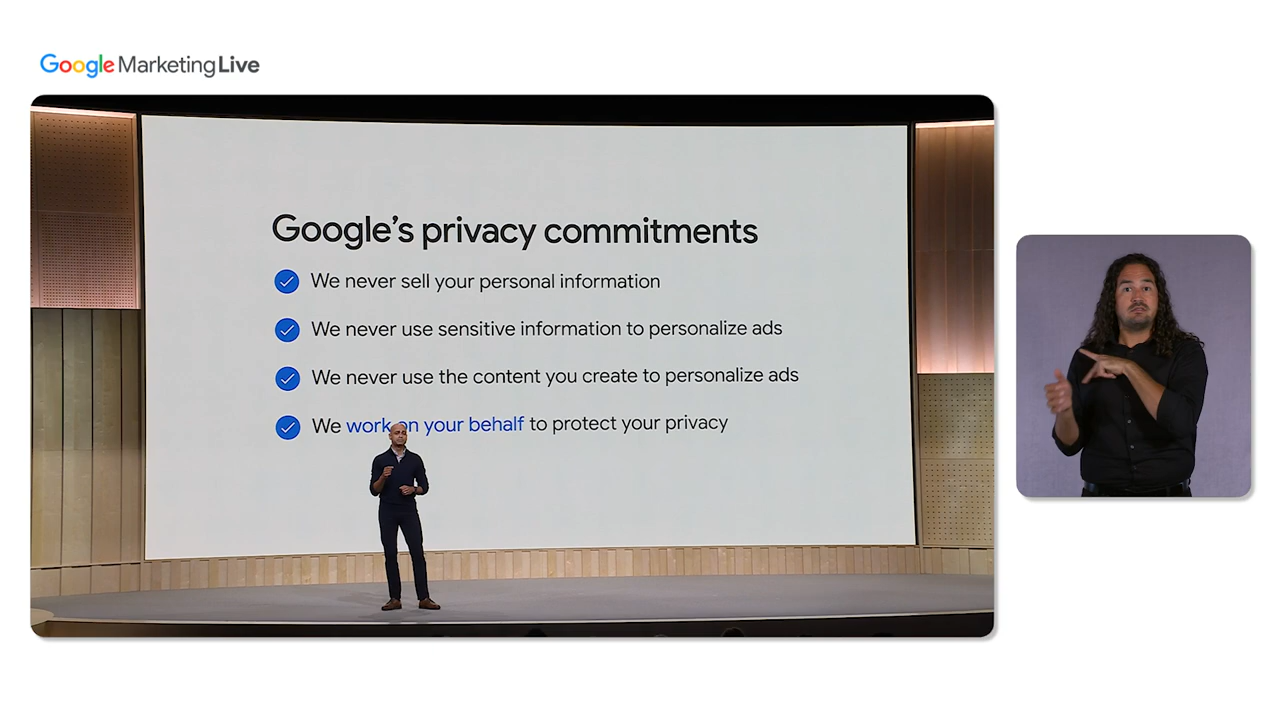 Google Marketing Live
Google's privacy commitments
We never sell your personal information
We never use sensitive information to personalize ads
We never use the content you create to personalize ads
We work on your behalf to protect your privacy